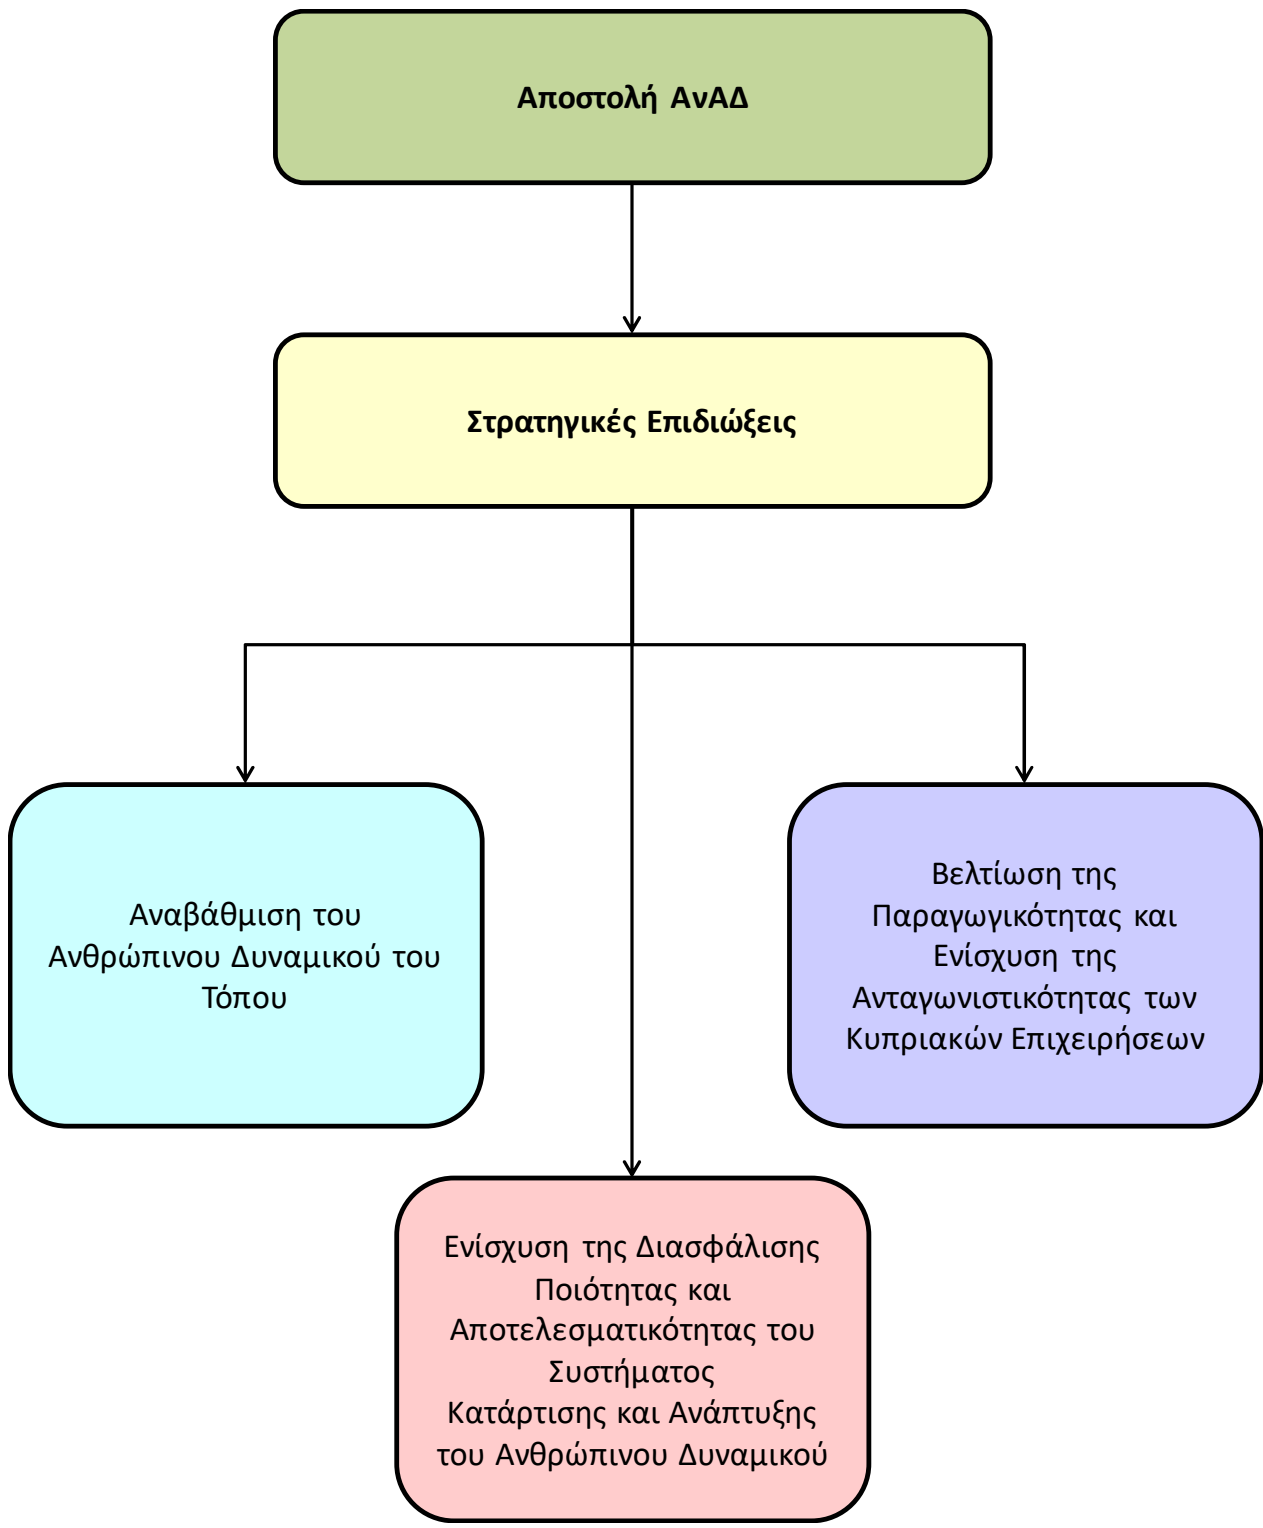 Αποστολή ΑνΑΔ
Στρατηγικές Επιδιώξεις
Αναβάθμιση του
Ανθρώπινου Δυναμικού του
Τόπου
Βελτίωση της
Παραγωγικότητας και
Ενίσχυση της
Ανταγωνιστικότητας των
Κυπριακών Επιχειρήσεων
Ενίσχυση της Διασφάλισης
Ποιότητας και
Αποτελεσματικότητας του
Συστήματος
Κατάρτισης και Ανάπτυξης
του Ανθρώπινου Δυναμικού